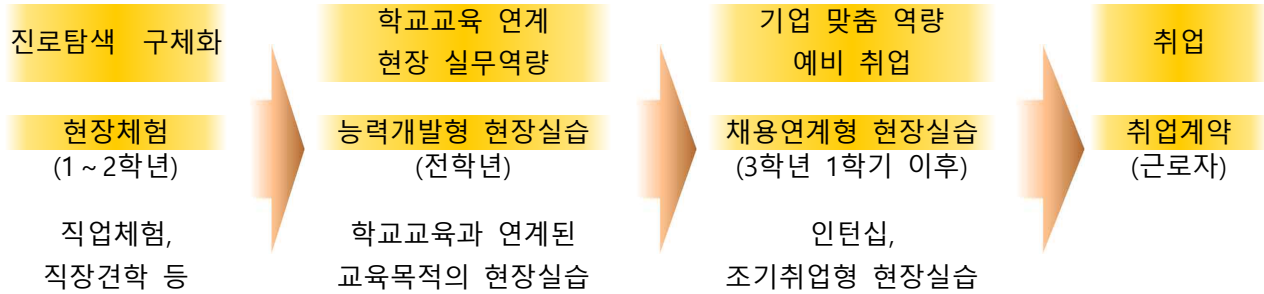 진로탐색 구체화
현장체험
(1~2학년)
직업체험,
직장견학 등
학교교육 연계
현장 실무역량
능력개발형 현장실습
(전학년)
학교교육과 연계된
교육목적의 현장실습
기업 맞춤 역량
예비 취업
채용연계형 현장실습
(3학년 1학기 이후)
인턴십,
조기취업형 현장실습
취업
취업계약
(근로자)